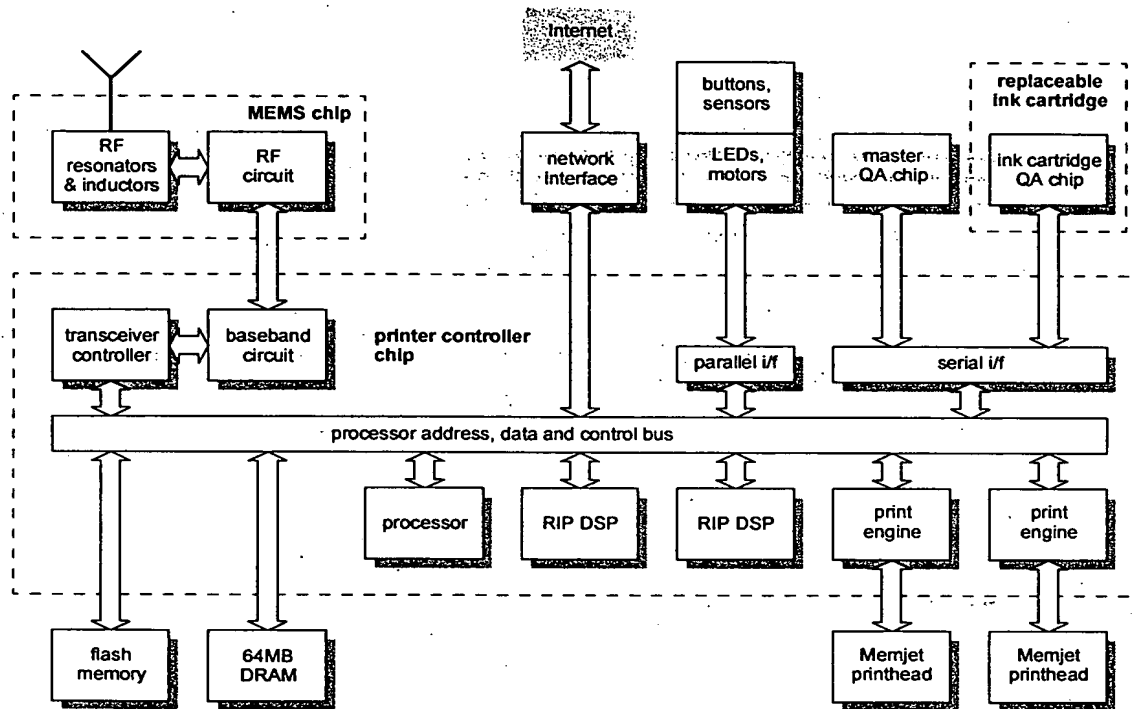 Internet
MEMS chip
RF
resonators
& inductors
RF
circuit
network
Interface
buttons,
sensors
LEDs,
motors
master
QA chip
replaceable
ink cartridge
ink cartridge
QA chip
transceiver
controller
baseband
circuit
printer controller
chip
parallel i/f
serial i/f
processor address, data and control bus
processor
RIP DSP
RIP DSP
print
engine
print
engine
flash
memory
64MB
DRAM
Memjet
printhead
Memjet
printhead